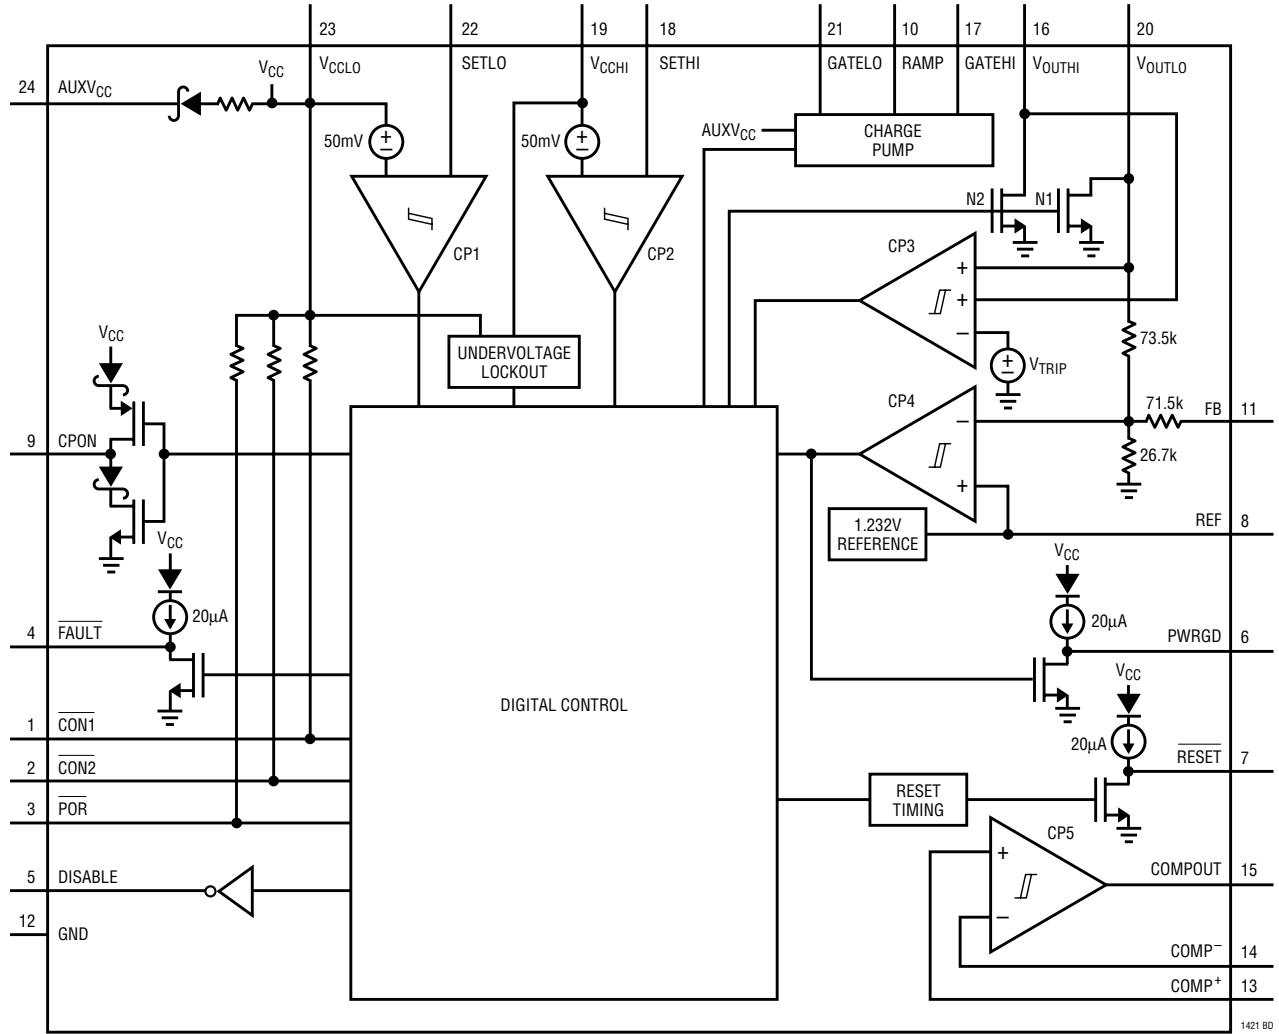 23
22
19
18
21
10
17
16
20
24
AUXVCC
VCC
VCCLO
SETLO
VCCHI
SETHI
GATELO
RAMP
GATEHI
VOUTHI
VOUTLO
50mV
50mV
AUXVCC
CHARGE
PUMP
N2
N1
CP1
CP2
CP3
73.5k
VTRIP
UNDERVOLTAGE
LOCKOUT
VCC
CP4
71.5k
FB
11
26.7k
9
CPON
1.232V
REFERENCE
REF
8
VCC
20µA
4
FAULT
VCC
20µA
PWRGD
6
DIGITAL CONTROL
VCC
20µA
RESET
7
1
CON1
2
CON2
3
POR
RESET
TIMING
CP5
5
DISABLE
COMPOUT
15
12
GND
COMP–
14
COMP+
13
+
–
+
–
+
+
–
+
–
–
+
+
–
1421 BD